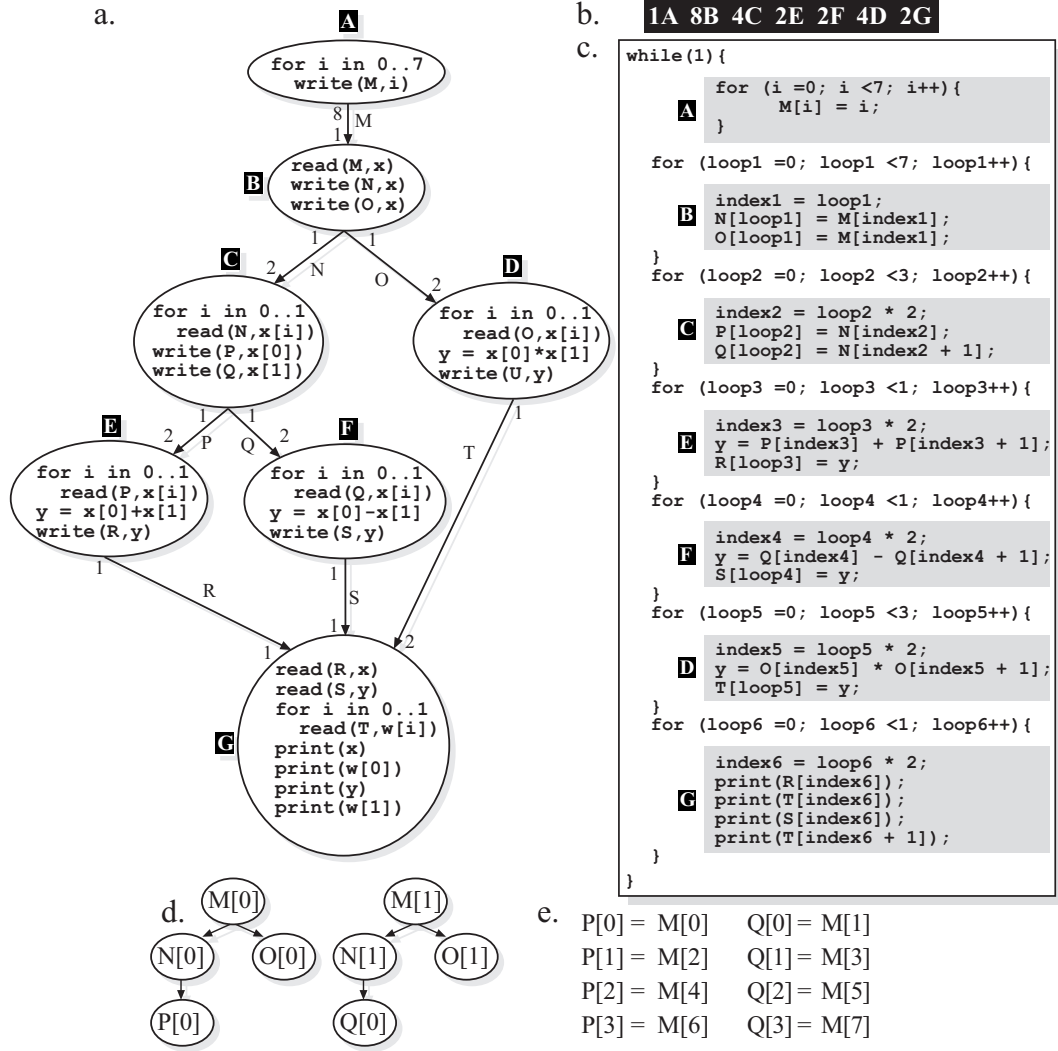 a.
A
for i in 0..7
write(M,i)
8 M
1
B
read(M,x)
write(N,x)
write(O,x)
1 1
N O
2 2
C
for i in 0..1
read(N,x[i])
write(P,x[0])
write(Q,x[1])
D
for i in 0..1
read(O,x[i])
y = x[0]*x[1]
write(U,y)
1 1
P Q
2 2
1
T
E
for i in 0..1
read(P,x[i])
y = x[0]+x[1]
write(R,y)
F
for i in 0..1
read(Q,x[i])
y = x[0]-x[1]
write(S,y)
1 1
R S
1 1 2
G
read(R,x)
read(S,y)
for i in 0..1
read(T,w[i])
print(x)
print(w[0])
print(y)
print(w[1])
b. 1A 8B 4C 2E 2F 4D 2G
c.
while(1){
A
for (i =0; i <7; i++){
M[i] = i;
}
for (loop1 =0; loop1 <7; loop1++){
B
index1 = loop1;
N[loop1] = M[index1];
O[loop1] = M[index1];
}
for (loop2 =0; loop2 <3; loop2++){
C
index2 = loop2 * 2;
P[loop2] = N[index2];
Q[loop2] = N[index2 + 1];
}
for (loop3 =0; loop3 <1; loop3++){
E
index3 = loop3 * 2;
y = P[index3] + P[index3 + 1];
R[loop3] = y;
}
for (loop4 =0; loop4 <1; loop4++){
F
index4 = loop4 * 2;
y = Q[index4] - Q[index4 + 1];
S[loop4] = y;
}
for (loop5 =0; loop5 <3; loop5++){
D
index5 = loop5 * 2;
y = O[index5] * O[index5 + 1];
T[loop5] = y;
}
for (loop6 =0; loop6 <1; loop6++){
G
index6 = loop6 * 2;
print(R[index6]);
print(T[index6]);
print(S[index6]);
print(T[index6 + 1]);
}
}
d.
M[0] M[1]
N[0] O[0] N[1] O[1]
P[0] Q[0]
e.
P[0] = M[0] Q[0] = M[1]
P[1] = M[2] Q[1] = M[3]
P[2] = M[4] Q[2] = M[5]
P[3] = M[6] Q[3] = M[7]